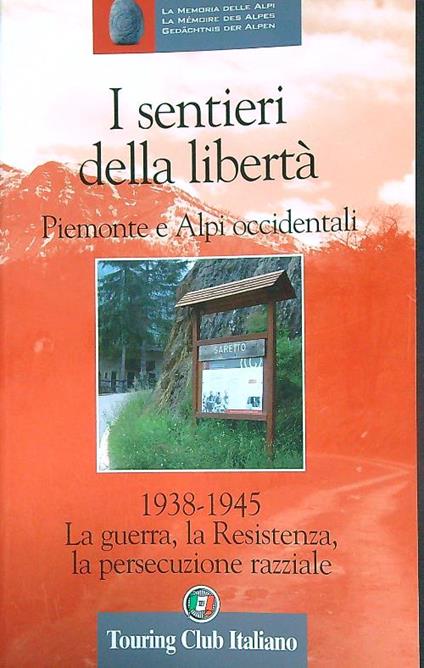 LA MEMORIA DELLE ALPI
LA MÉMOIRE DES ALPES
GEDÄCHTNIS DER ALPEN
I sentieri
della libertà
Piemonte e Alpi occidentali
SARETTO
1938-1945
La guerra, la Resistenza,
la persecuzione razziale
Touring Club Italiano